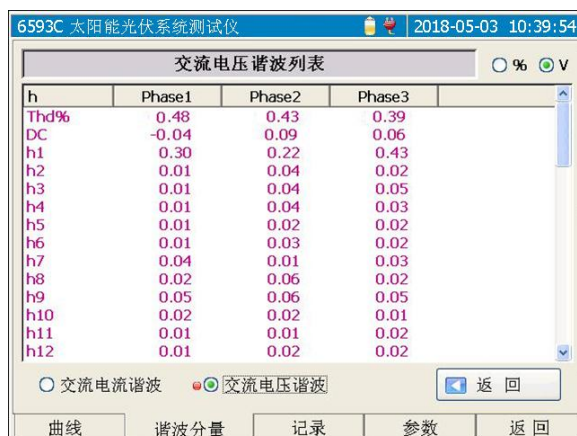 6593C 太阳能光伏系统测试仪 2018-05-03 10:39:54
交流电压谐波列表 % V
h Phase1 Phase2 Phase3
Thd% 0.48 0.43 0.39
DC -0.04 0.09 0.06
h1 0.30 0.22 0.43
h2 0.01 0.04 0.02
h3 0.01 0.04 0.05
h4 0.01 0.04 0.03
h5 0.01 0.02 0.02
h6 0.01 0.03 0.02
h7 0.04 0.01 0.03
h8 0.02 0.06 0.02
h9 0.05 0.06 0.05
h10 0.02 0.02 0.01
h11 0.01 0.01 0.02
h12 0.01 0.02 0.02
交流电流谐波 交流电压谐波 返 回
曲线 谐波分量 记录 参数 返 回